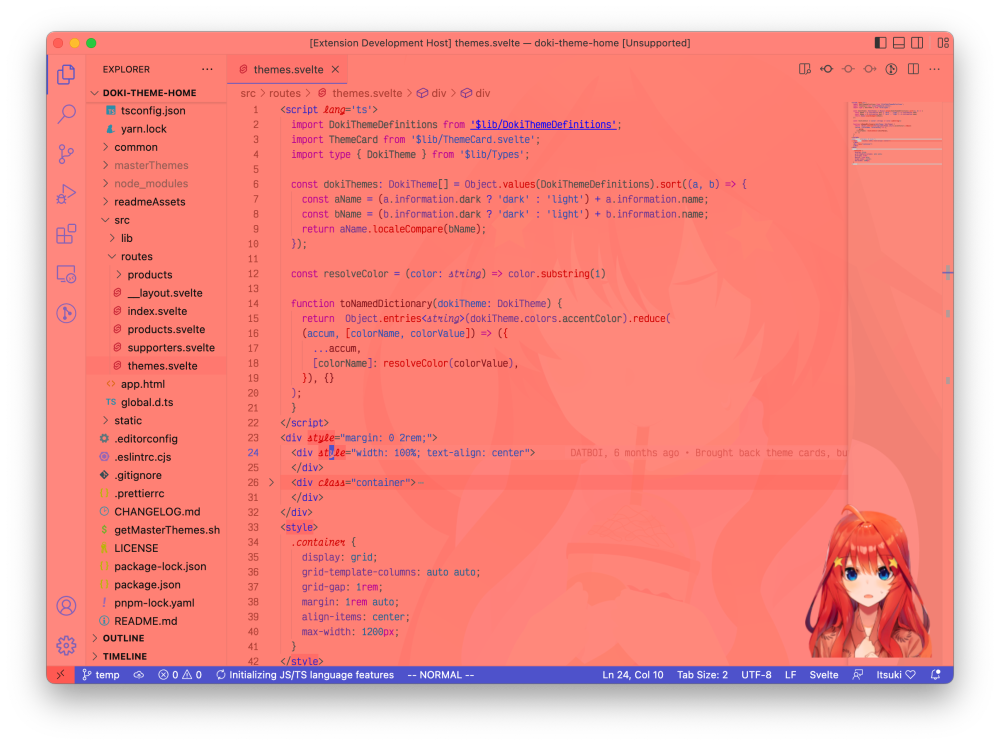 [Extension Development Host] themes.svelte — doki-theme-home [Unsupported]
EXPLORER
themes.svelte
DOKI-THEME-HOME
tsconfig.json
yarn.lock
common
masterThemes
node_modules
readmeAssets
src
lib
routes
products
__layout.svelte
index.svelte
products.svelte
supporters.svelte
themes.svelte
app.html
TS global.d.ts
static
.editorconfig
.eslintrc.cjs
.gitignore
.prettierrc
CHANGELOG.md
$ getMasterThemes.sh
LICENSE
package-lock.json
package.json
! pnpm-lock.yaml
README.md
OUTLINE
TIMELINE
src > routes > themes.svelte > div > div
1 <script lang='ts'>
2 import DokiThemeDefinitions from '$lib/DokiThemeDefinitions';
3 import ThemeCard from '$lib/ThemeCard.svelte';
4 import type { DokiTheme } from '$lib/Types';
5
6 const dokiThemes: DokiTheme[] = Object.values(DokiThemeDefinitions).sort((a, b) => {
7 const aName = (a.information.dark ? 'dark' : 'light') + a.information.name;
8 const bName = (b.information.dark ? 'dark' : 'light') + b.information.name;
9 return aName.localeCompare(bName);
10 });
11
12 const resolveColor = (color: string) => color.substring(1)
13
14 function toNamedDictionary(dokiTheme: DokiTheme) {
15 return Object.entries<string>(dokiTheme.colors.accentColor).reduce(
16 (accum, [colorName, colorValue]) => ({
17 ...accum,
18 [colorName]: resolveColor(colorValue),
19 }), {}
20 );
21 }
22 </script>
23 <div style="margin: 0 2rem;">
24 <div style="width: 100%; text-align: center"> DATBOI, 6 months ago • Brought back theme cards, bu
25 </div>
26 <div class="container">
31 </div>
32 </div>
33 <style>
34 .container {
35 display: grid;
36 grid-template-columns: auto auto;
37 grid-gap: 1rem;
38 margin: 1rem auto;
39 align-items: center;
40 max-width: 1200px;
41 }
42 </style>
temp 0 0 Initializing JS/TS language features -- NORMAL -- Ln 24, Col 10 Tab Size: 2 UTF-8 LF Svelte Itsuki ♡